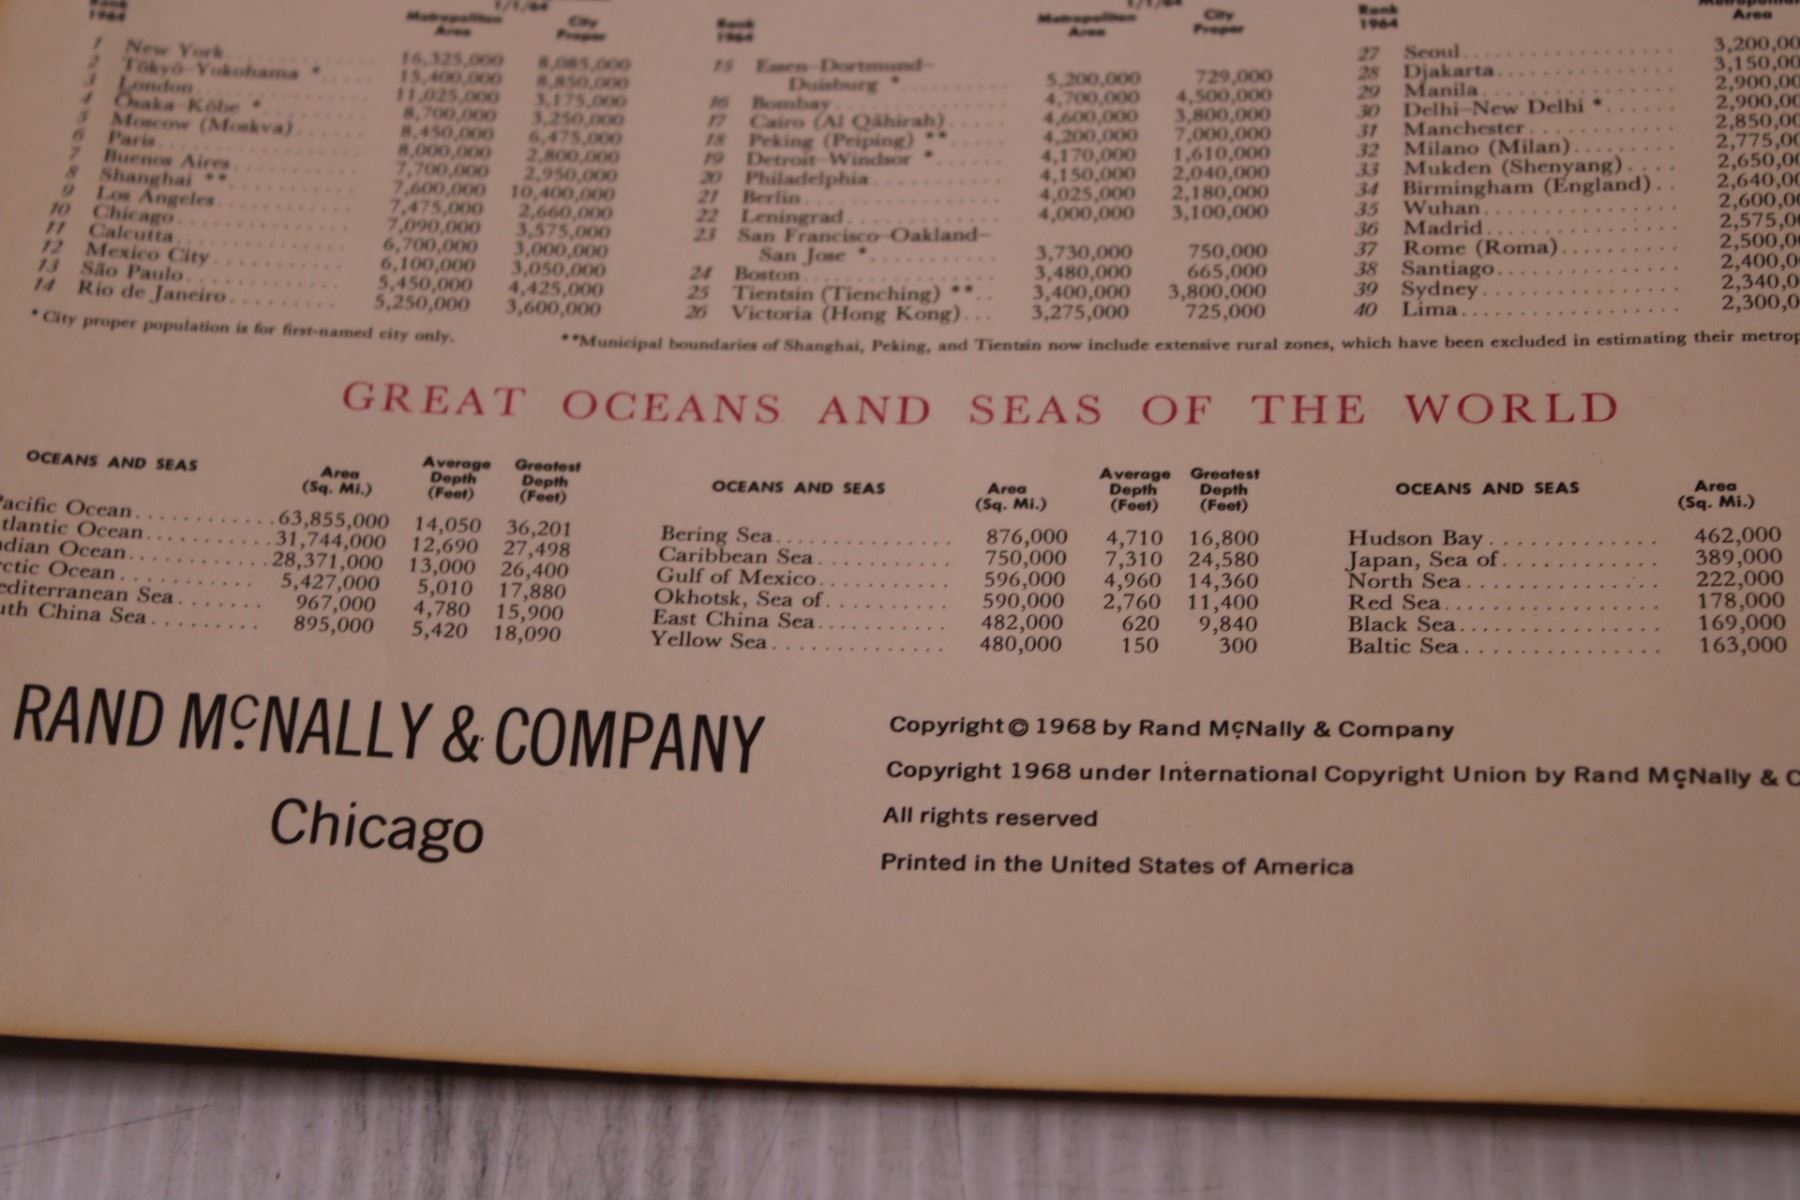 Rank 1/1/64
1964 Metropolitan Area City Proper
1 New York 16,325,000 8,085,000
2 Tōkyō–Yokohama * 15,400,000 8,850,000
3 London 11,025,000 3,175,000
4 Ōsaka–Kōbe * 8,700,000 3,250,000
5 Moscow (Moskva) 8,450,000 6,475,000
6 Paris 8,000,000 2,800,000
7 Buenos Aires 7,700,000 2,950,000
8 Shanghai ** 7,600,000 10,400,000
9 Los Angeles 7,475,000 2,660,000
10 Chicago 7,090,000 3,575,000
11 Calcutta 6,700,000 3,000,000
12 Mexico City 6,100,000 3,050,000
13 São Paulo 5,450,000 4,425,000
14 Rio de Janeiro 5,250,000 3,600,000
Rank 1964 1/1/64 Metropolitan Area City Proper
15 Essen–Dortmund–
Duisburg * 5,200,000 729,000
16 Bombay 4,700,000 4,500,000
17 Cairo (Al Qāhirah) 4,600,000 3,800,000
18 Peking (Peiping) ** 4,200,000 7,000,000
19 Detroit–Windsor * 4,170,000 1,610,000
20 Philadelphia 4,150,000 2,040,000
21 Berlin 4,025,000 2,180,000
22 Leningrad 4,000,000 3,100,000
23 San Francisco–Oakland–
San Jose * 3,730,000 750,000
24 Boston 3,480,000 665,000
25 Tientsin (Tienching) ** 3,400,000 3,800,000
26 Victoria (Hong Kong) 3,275,000 725,000
Rank 1964 Area
27 Seoul 3,200,00
28 Djakarta 3,150,00
29 Manila 2,900,00
30 Delhi–New Delhi * 2,900,00
31 Manchester 2,850,00
32 Milano (Milan) 2,775,00
33 Mukden (Shenyang) 2,650,00
34 Birmingham (England) 2,640,00
35 Wuhan 2,600,00
36 Madrid 2,575,00
37 Rome (Roma) 2,500,00
38 Santiago 2,400,00
39 Sydney 2,340,0
40 Lima 2,300,0
* City proper population is for first-named city only.
**Municipal boundaries of Shanghai, Peking, and Tientsin now include extensive rural zones, which have been excluded in estimating their metrop
GREAT OCEANS AND SEAS OF THE WORLD
OCEANS AND SEAS Area (Sq. Mi.) Average Depth (Feet) Greatest Depth (Feet)
acific Ocean 63,855,000 14,050 36,201
tlantic Ocean 31,744,000 12,690 27,498
dian Ocean 28,371,000 13,000 26,400
ctic Ocean 5,427,000 5,010 17,880
editerranean Sea 967,000 4,780 15,900
uth China Sea 895,000 5,420 18,090
OCEANS AND SEAS Area (Sq. Mi.) Average Depth (Feet) Greatest Depth (Feet)
Bering Sea 876,000 4,710 16,800
Caribbean Sea 750,000 7,310 24,580
Gulf of Mexico 596,000 4,960 14,360
Okhotsk, Sea of 590,000 2,760 11,400
East China Sea 482,000 620 9,840
Yellow Sea 480,000 150 300
OCEANS AND SEAS Area (Sq. Mi.)
Hudson Bay 462,000
Japan, Sea of 389,000
North Sea 222,000
Red Sea 178,000
Black Sea 169,000
Baltic Sea 163,000
RAND McNALLY & COMPANY
Chicago
Copyright © 1968 by Rand McNally & Company
Copyright 1968 under International Copyright Union by Rand McNally & C
All rights reserved
Printed in the United States of America